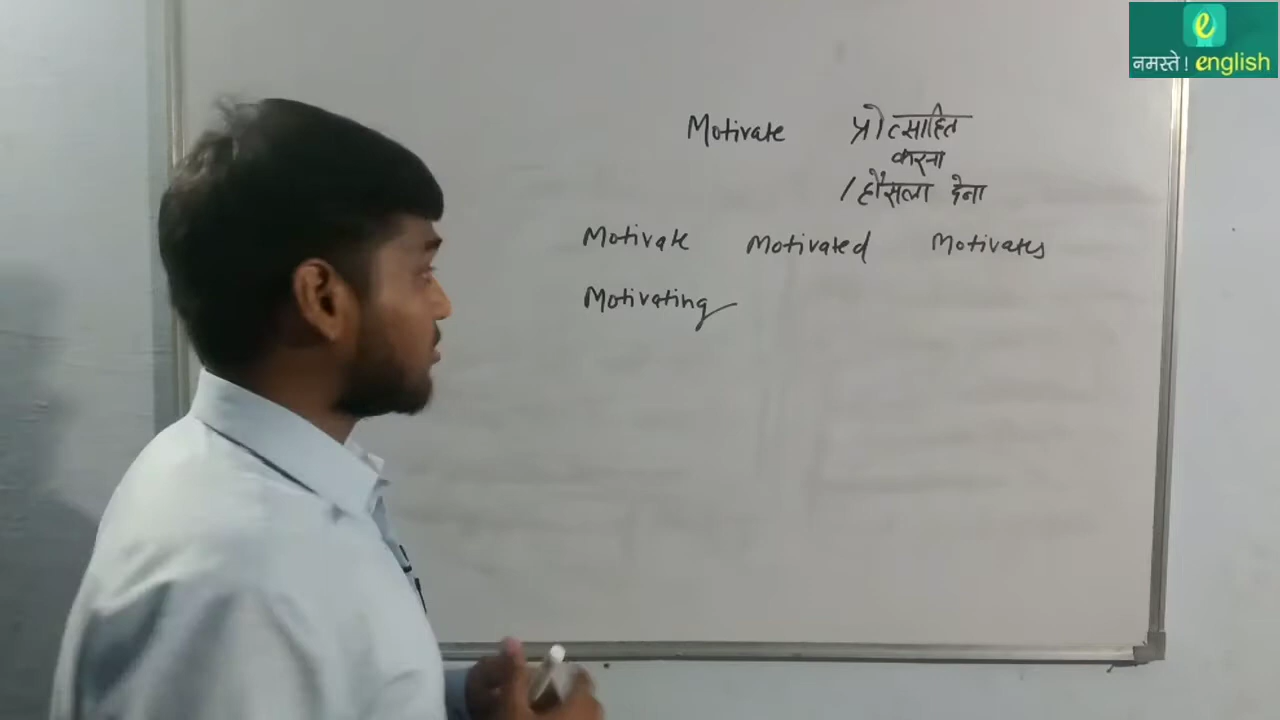 e
नमस्ते ! english
Motivate प्रोत्साहित
करना
/ हौसला देना
Motivate Motivated Motivates
Motivating